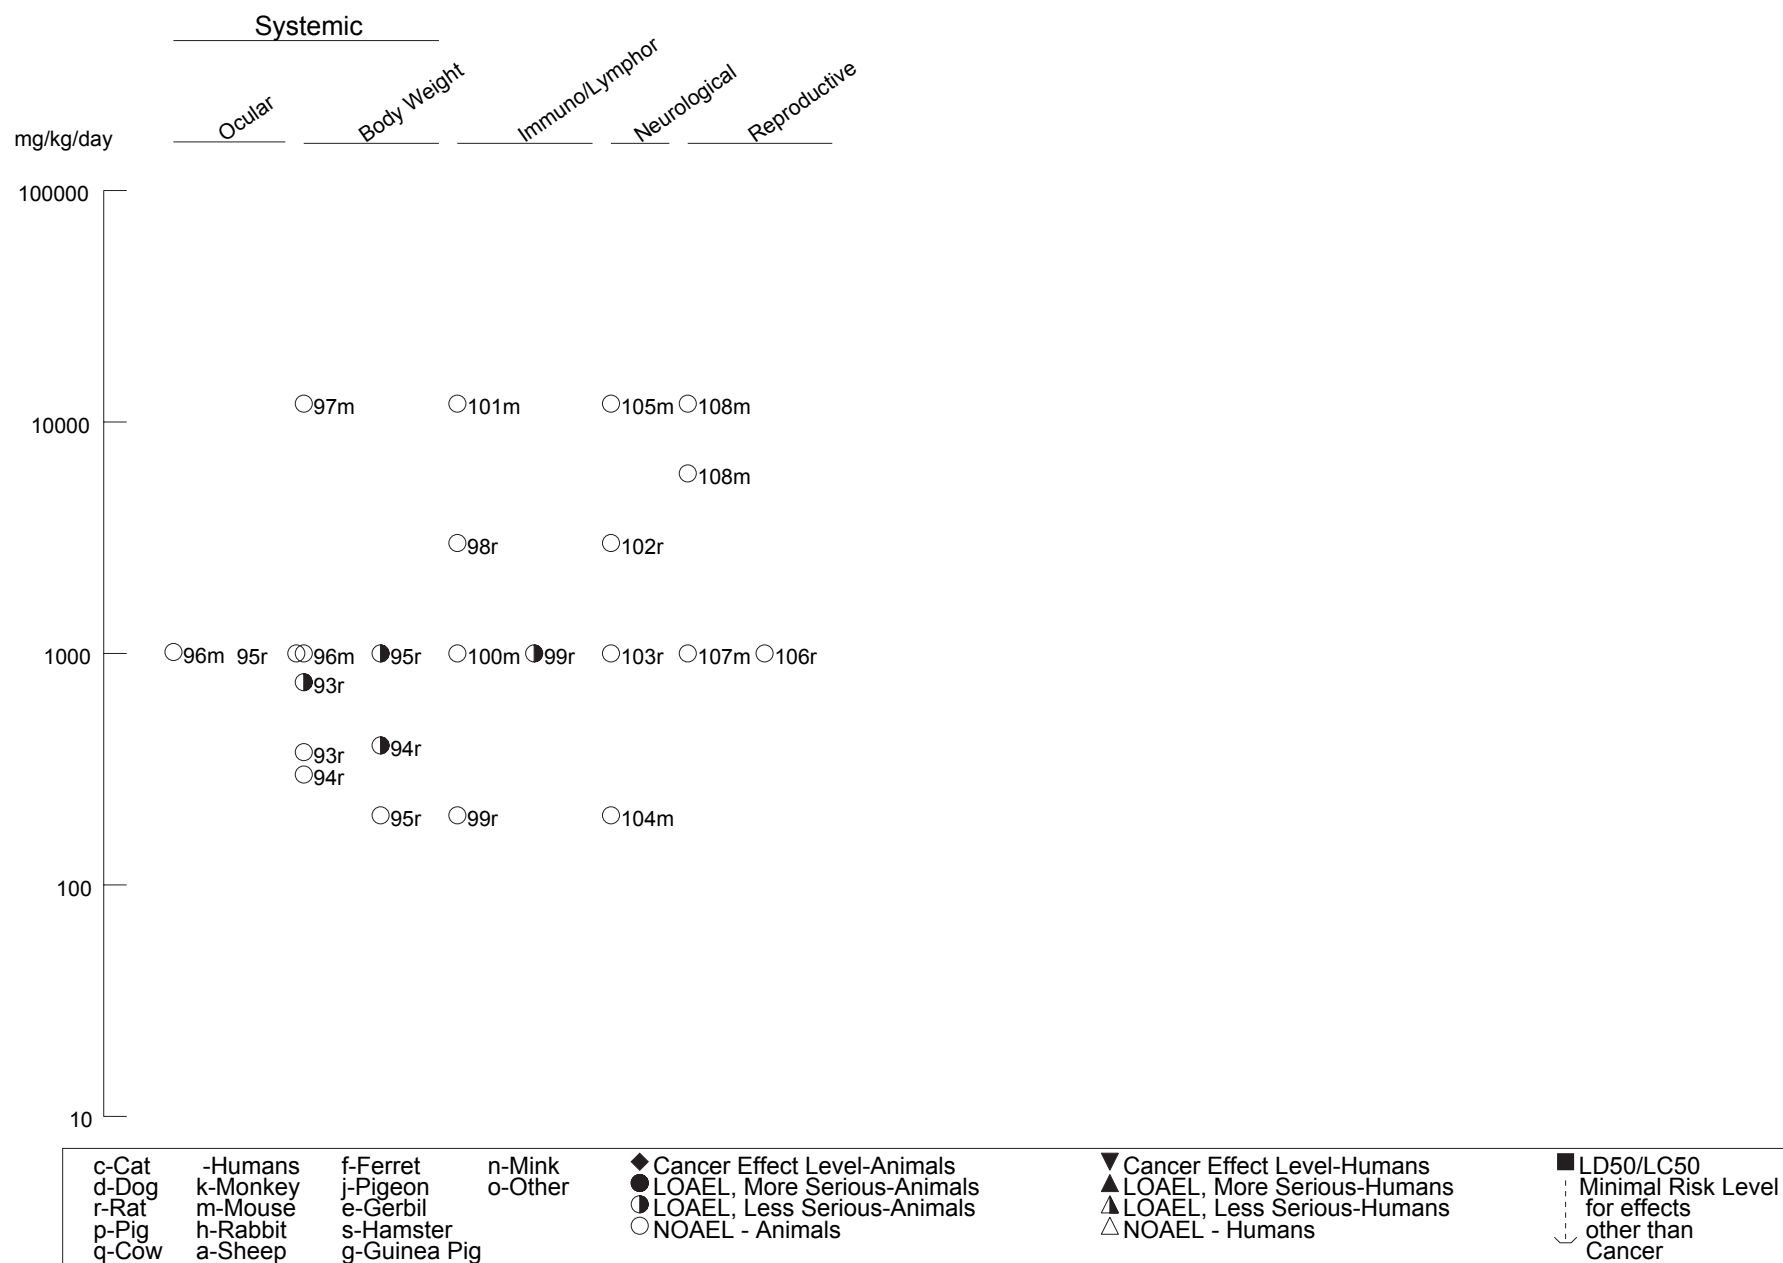 Systemic
Ocular
Body Weight
Immuno/Lymphor
Neurological
Reproductive
mg/kg/day
100000
97m 101m 105m 108m
10000
108m
98r 102r
1000 96m 95r 96m 95r 100m 99r 103r 107m 106r
93r
93r 94r
94r
95r 99r 104m
100
10
c-Cat -Humans f-Ferret n-Mink Cancer Effect Level-Animals Cancer Effect Level-Humans LD50/LC50
d-Dog k-Monkey j-Pigeon o-Other LOAEL, More Serious-Animals LOAEL, More Serious-Humans Minimal Risk Level
r-Rat m-Mouse e-Gerbil LOAEL, Less Serious-Animals LOAEL, Less Serious-Humans for effects
p-Pig h-Rabbit s-Hamster NOAEL - Animals NOAEL - Humans other than
q-Cow a-Sheep g-Guinea Pig Cancer